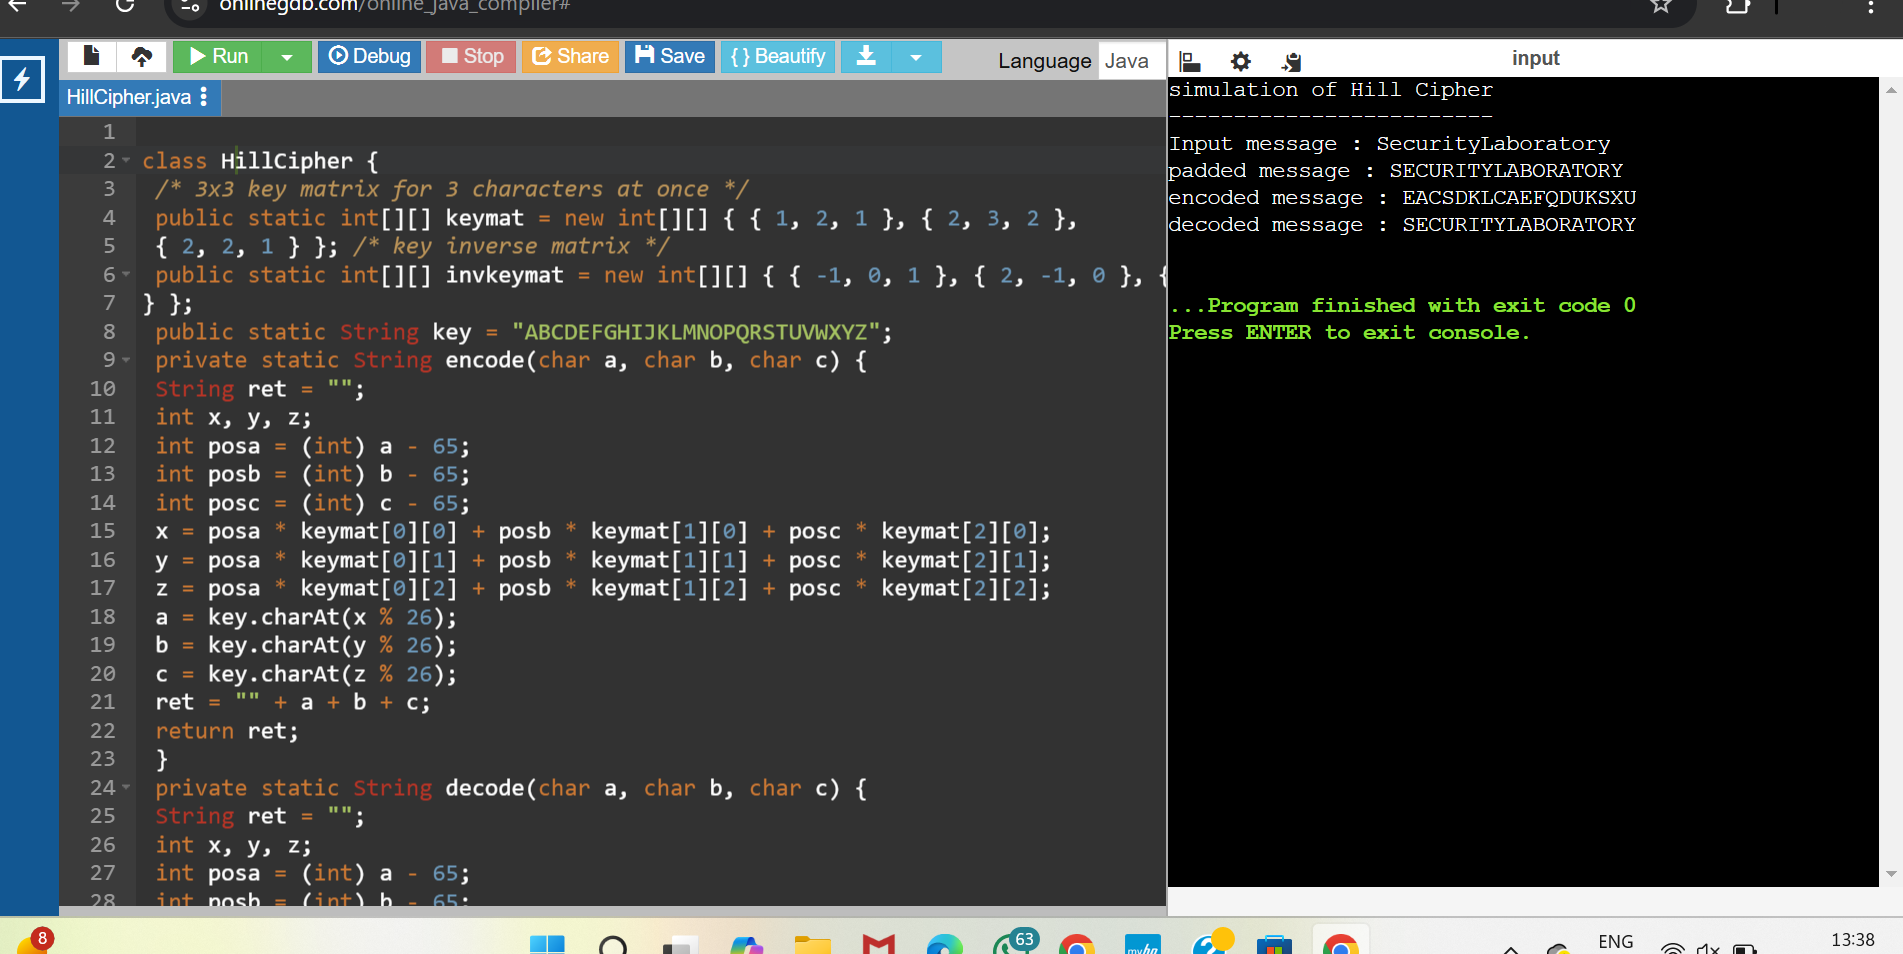 onlinegdb.com/online_java_compiler#
Run
Debug
Stop
Share
Save
{ } Beautify
Language Java
input
HillCipher.java
1
2 class HillCipher {
3 /* 3x3 key matrix for 3 characters at once */
4 public static int[][] keymat = new int[][] { { 1, 2, 1 }, { 2, 3, 2 },
5 { 2, 2, 1 } }; /* key inverse matrix */
6 public static int[][] invkeymat = new int[][] { { -1, 0, 1 }, { 2, -1, 0 }, {
7 } };
8 public static String key = "ABCDEFGHIJKLMNOPQRSTUVWXYZ";
9 private static String encode(char a, char b, char c) {
10 String ret = "";
11 int x, y, z;
12 int posa = (int) a - 65;
13 int posb = (int) b - 65;
14 int posc = (int) c - 65;
15 x = posa * keymat[0][0] + posb * keymat[1][0] + posc * keymat[2][0];
16 y = posa * keymat[0][1] + posb * keymat[1][1] + posc * keymat[2][1];
17 z = posa * keymat[0][2] + posb * keymat[1][2] + posc * keymat[2][2];
18 a = key.charAt(x % 26);
19 b = key.charAt(y % 26);
20 c = key.charAt(z % 26);
21 ret = "" + a + b + c;
22 return ret;
23 }
24 private static String decode(char a, char b, char c) {
25 String ret = "";
26 int x, y, z;
27 int posa = (int) a - 65;
28 int posb = (int) b - 65;
simulation of Hill Cipher
-------------------------
Input message : SecurityLaboratory
padded message : SECURITYLABORATORY
encoded message : EACSDKLCAEFQDUKSXU
decoded message : SECURITYLABORATORY
...Program finished with exit code 0
Press ENTER to exit console.
8
63
myhp
ENG
13:38